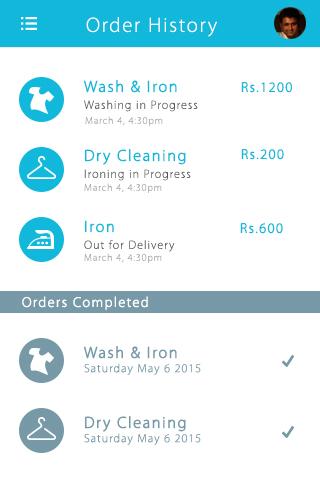 Order History
Wash & Iron Rs.1200
Washing in Progress
March 4, 4:30pm
Dry Cleaning Rs.200
Ironing in Progress
March 4, 4:30pm
Iron Rs.600
Out for Delivery
March 4, 4:30pm
Orders Completed
Wash & Iron
Saturday May 6 2015
Dry Cleaning
Saturday May 6 2015